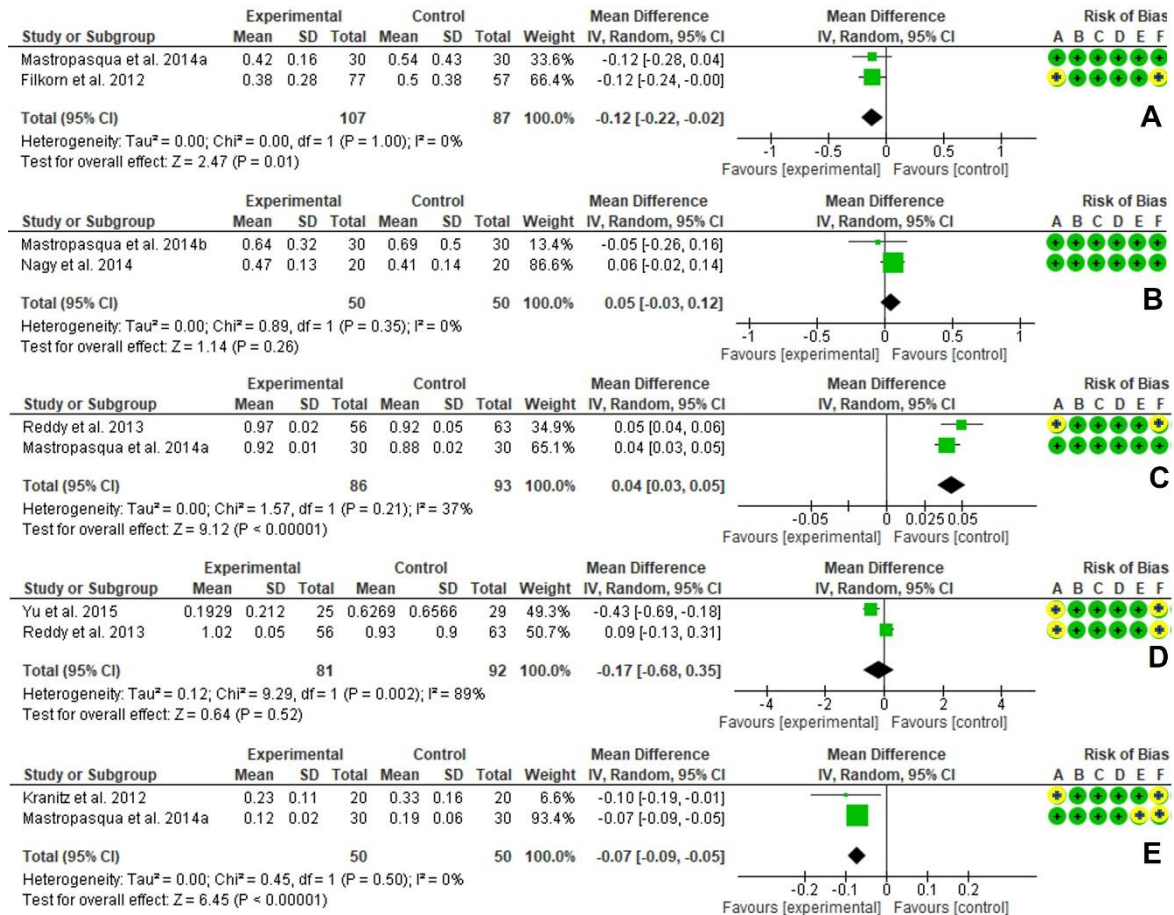 Experimental Control Mean Difference Mean Difference Risk of Bias
Study or Subgroup Mean SD Total Mean SD Total Weight IV, Random, 95% CI IV, Random, 95% CI A B C D E F
Mastropasqua et al. 2014a 0.42 0.16 30 0.54 0.43 30 33.6% -0.12 [-0.28, 0.04]
Filkorn et al. 2012 0.38 0.28 77 0.5 0.38 57 66.4% -0.12 [-0.24, -0.00]
A
Total (95% CI) 107 87 100.0% -0.12 [-0.22, -0.02]
Heterogeneity: Tau² = 0.00; Chi² = 0.00, df = 1 (P = 1.00); I² = 0%
Test for overall effect: Z = 2.47 (P = 0.01)
-1 -0.5 0 0.5 1
Favours [experimental] Favours [control]
Experimental Control Mean Difference Mean Difference Risk of Bias
Study or Subgroup Mean SD Total Mean SD Total Weight IV, Random, 95% CI IV, Random, 95% CI A B C D E F
Mastropasqua et al. 2014b 0.64 0.32 30 0.69 0.5 30 13.4% -0.05 [-0.26, 0.16]
Nagy et al. 2014 0.47 0.13 20 0.41 0.14 20 86.6% 0.06 [-0.02, 0.14]
Total (95% CI) 50 50 100.0% 0.05 [-0.03, 0.12]
B
Heterogeneity: Tau² = 0.00; Chi² = 0.89, df = 1 (P = 0.35); I² = 0%
Test for overall effect: Z = 1.14 (P = 0.26)
-1 -0.5 0 0.5 1
Favours [experimental] Favours [control]
Experimental Control Mean Difference Mean Difference Risk of Bias
Study or Subgroup Mean SD Total Mean SD Total Weight IV, Random, 95% CI IV, Random, 95% CI A B C D E F
Reddy et al. 2013 0.97 0.02 56 0.92 0.05 63 34.9% 0.05 [0.04, 0.06]
Mastropasqua et al. 2014a 0.92 0.01 30 0.88 0.02 30 65.1% 0.04 [0.03, 0.05]
Total (95% CI) 86 93 100.0% 0.04 [0.03, 0.05]
C
Heterogeneity: Tau² = 0.00; Chi² = 1.57, df = 1 (P = 0.21); I² = 37%
Test for overall effect: Z = 9.12 (P < 0.00001)
-0.05 0 0.025 0.05
Favours [experimental] Favours [control]
Experimental Control Mean Difference Mean Difference Risk of Bias
Study or Subgroup Mean SD Total Mean SD Total Weight IV, Random, 95% CI IV, Random, 95% CI A B C D E F
Yu et al. 2015 0.1929 0.212 25 0.6269 0.6566 29 49.3% -0.43 [-0.69, -0.18]
Reddy et al. 2013 1.02 0.05 56 0.93 0.9 63 50.7% 0.09 [-0.13, 0.31]
D
Total (95% CI) 81 92 100.0% -0.17 [-0.68, 0.35]
Heterogeneity: Tau² = 0.12; Chi² = 9.29, df = 1 (P = 0.002); I² = 89%
Test for overall effect: Z = 0.64 (P = 0.52)
-4 -2 0 2 4
Favours [experimental] Favours [control]
Experimental Control Mean Difference Mean Difference Risk of Bias
Study or Subgroup Mean SD Total Mean SD Total Weight IV, Random, 95% CI IV, Random, 95% CI A B C D E F
Kranitz et al. 2012 0.23 0.11 20 0.33 0.16 20 6.6% -0.10 [-0.19, -0.01]
Mastropasqua et al. 2014a 0.12 0.02 30 0.19 0.06 30 93.4% -0.07 [-0.09, -0.05]
Total (95% CI) 50 50 100.0% -0.07 [-0.09, -0.05]
E
Heterogeneity: Tau² = 0.00; Chi² = 0.45, df = 1 (P = 0.50); I² = 0%
Test for overall effect: Z = 6.45 (P < 0.00001)
-0.2 -0.1 0 0.1 0.2
Favours [experimental] Favours [control]